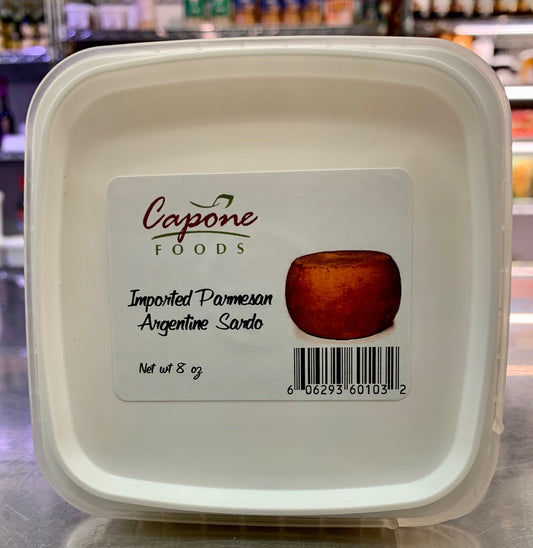 Capone
FOODS
Imported Parmesan
Argentine Sardo
Net wt 8 oz
6 06293 60103 2